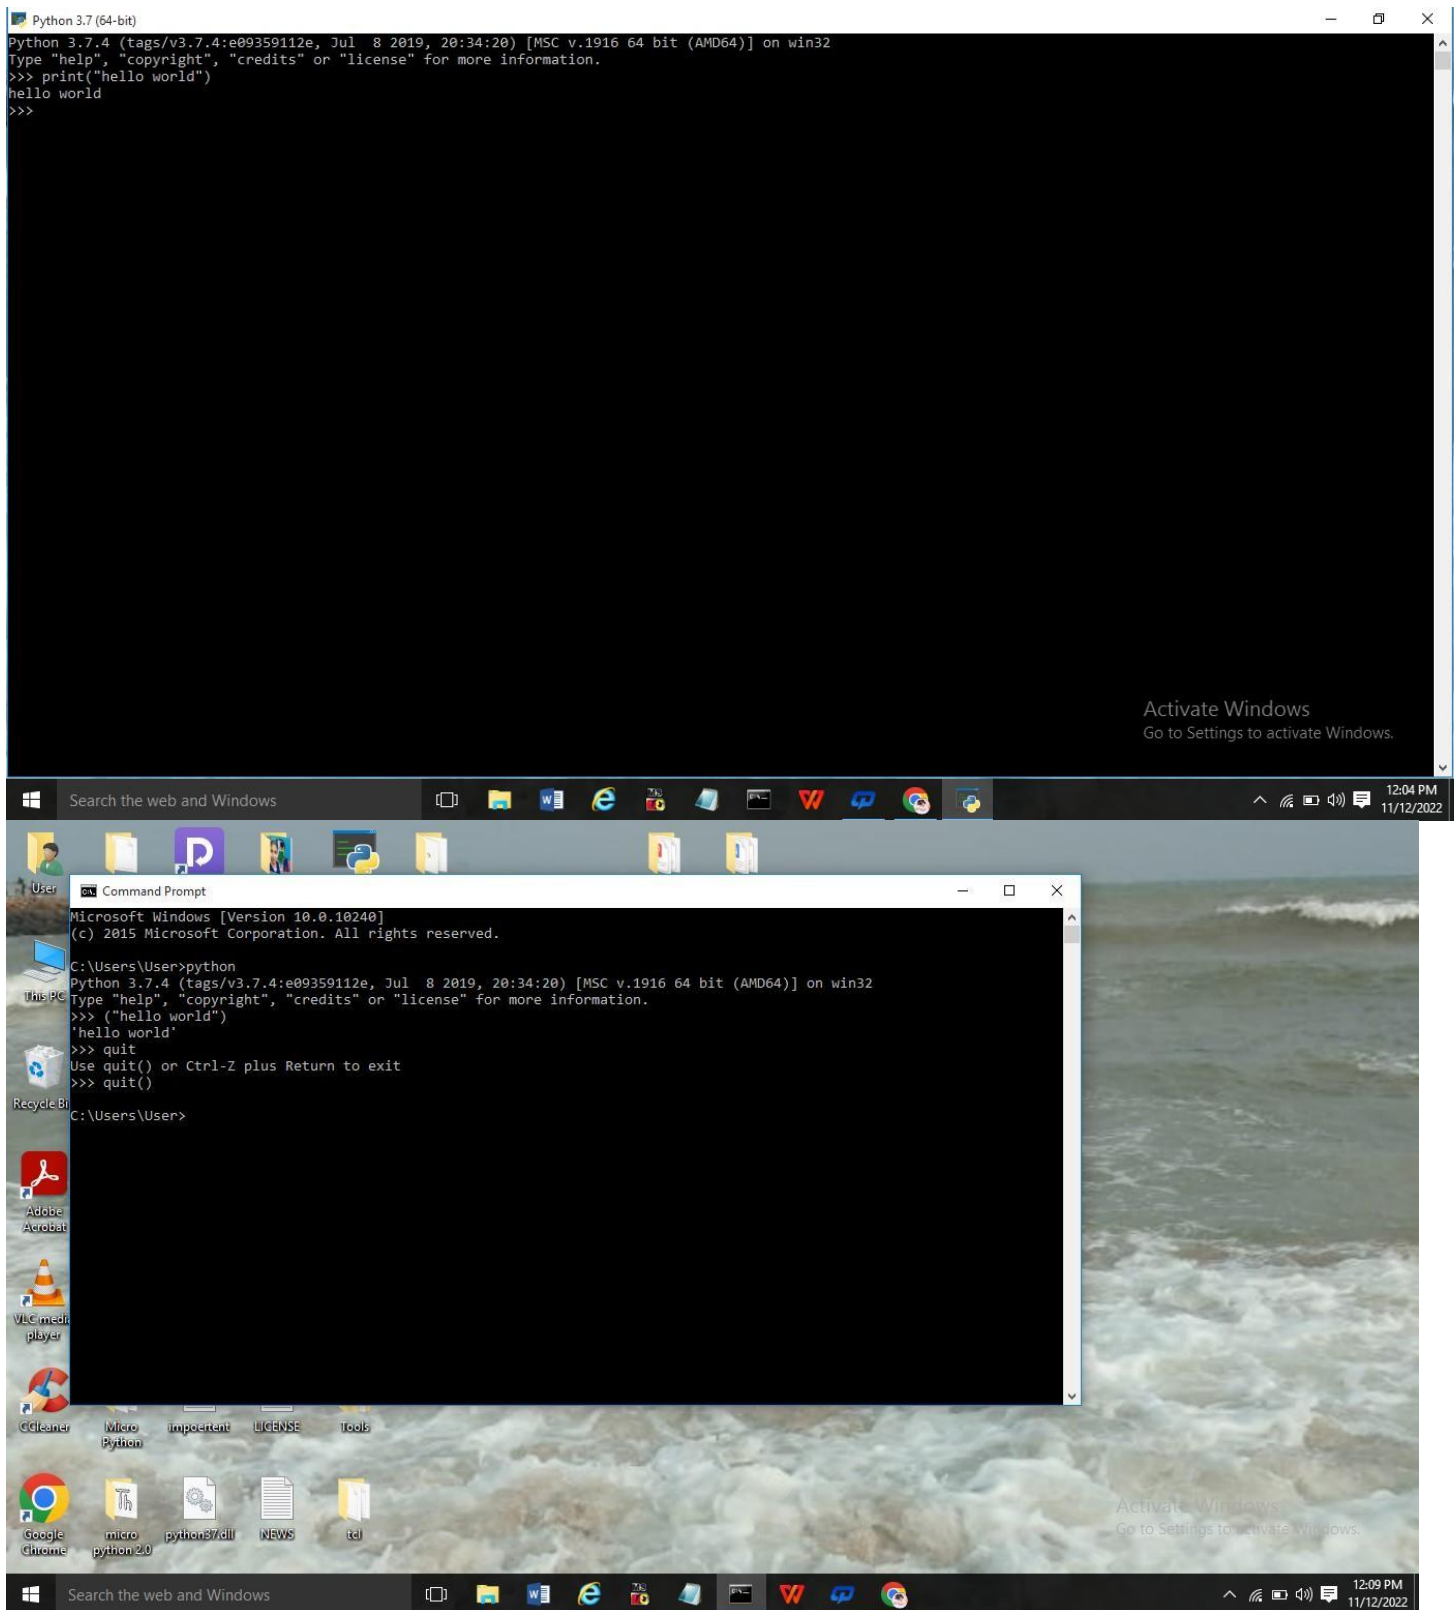 Python 3.7 (64-bit)
Python 3.7.4 (tags/v3.7.4:e09359112e, Jul  8 2019, 20:34:20) [MSC v.1916 64 bit (AMD64)] on win32
Type "help", "copyright", "credits" or "license" for more information.
>>> print("hello world")
hello world
>>>
Activate Windows
Go to Settings to activate Windows.
Search the web and Windows
12:04 PM
11/12/2022
User
Command Prompt
Microsoft Windows [Version 10.0.10240]
(c) 2015 Microsoft Corporation. All rights reserved.
C:\Users\User>python
Python 3.7.4 (tags/v3.7.4:e09359112e, Jul  8 2019, 20:34:20) [MSC v.1916 64 bit (AMD64)] on win32
Type "help", "copyright", "credits" or "license" for more information.
>>> ("hello world")
'hello world'
>>> quit
Use quit() or Ctrl-Z plus Return to exit
>>> quit()
C:\Users\User>
This PC
Recycle Bi
Adobe
Acrobat
VLC medi
player
CCleaner
Micro
Python
impoertent
LICENSE
Tools
Google
Chrome
micro
python 2.0
python37.dll
NEWS
tcl
Activate Windows
Go to Settings to activate Windows.
Search the web and Windows
12:09 PM
11/12/2022